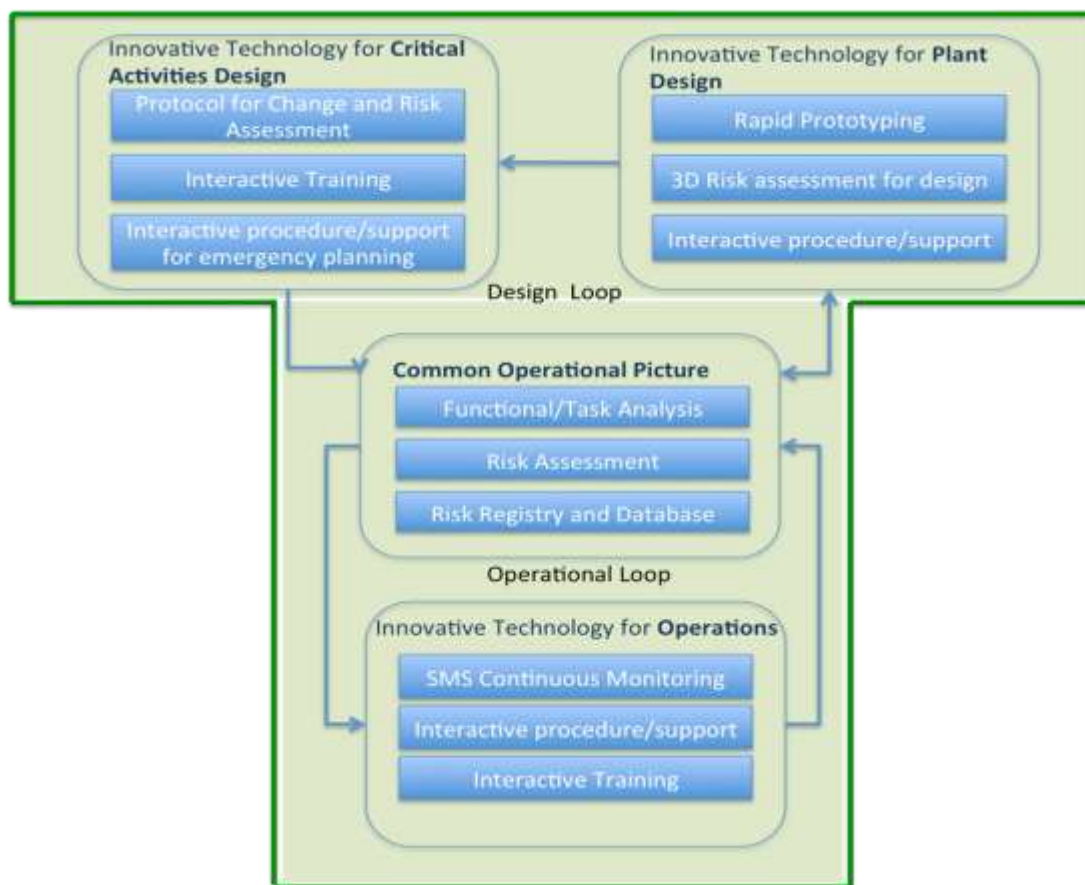 Innovative Technology for Critical
Activities Design
Protocol for Change and Risk
Assessment
Interactive Training
Interactive procedure/support
for emergency planning
Innovative Technology for Plant
Design
Rapid Prototyping
3D Risk assessment for design
Interactive procedure/support
Design Loop
Common Operational Picture
Functional/Task Analysis
Risk Assessment
Risk Registry and Database
Operational Loop
Innovative Technology for Operations
SMS Continuous Monitoring
Interactive procedure/support
Interactive Training